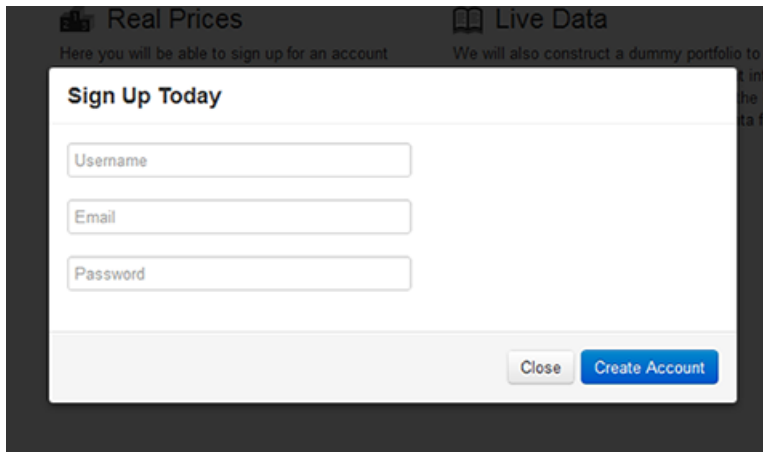 Real Prices
Live Data
Here you will be able to sign up for an account
We will also construct a dummy portfolio to
Sign Up Today
the
Username
Email
Password
Close
Create Account